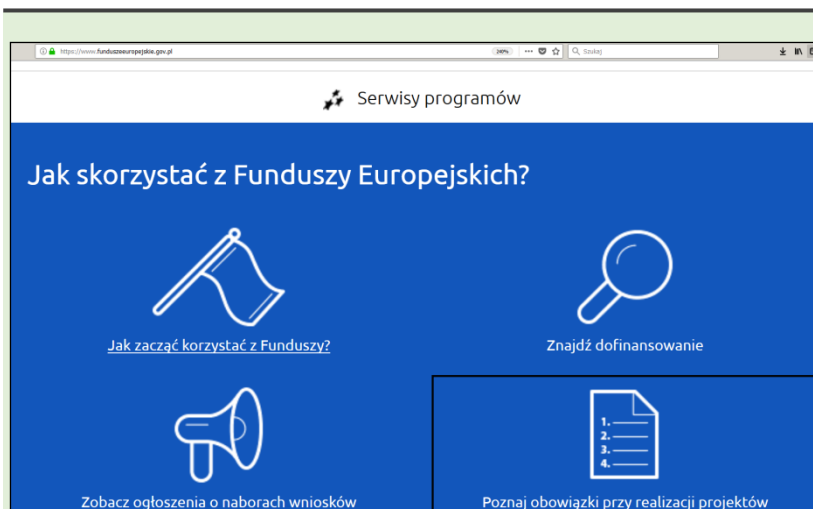 https://www.funduszeeuropejskie.gov.pl
Szukaj
Serwisy programów
Jak skorzystać z Funduszy Europejskich?
Jak zacząć korzystać z Funduszy?
Znajdź dofinansowanie
1.
2.
3.
4.
Zobacz ogłoszenia o naborach wniosków
Poznaj obowiązki przy realizacji projektów